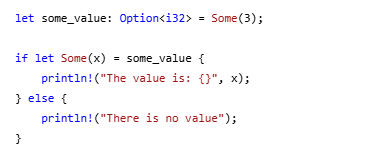 let some_value: Option<i32> = Some(3);

if let Some(x) = some_value {
    println!("The value is: {}", x);
} else {
    println!("There is no value");
}